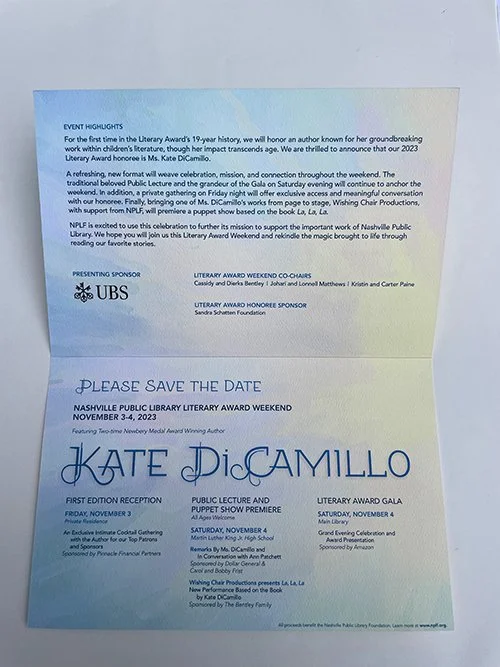 EVENT HIGHLIGHTS
For the first time in the Literary Award's 19-year history, we will honor an author known for her groundbreaking
work within children's literature, though her impact transcends age. We are thrilled to announce that our 2023
Literary Award honoree is Ms. Kate DiCamillo.
A refreshing, new format will weave celebration, mission, and connection throughout the weekend. The
traditional beloved Public Lecture and the grandeur of the Gala on Saturday evening will continue to anchor the
weekend. In addition, a private gathering on Friday night will offer exclusive access and meaningful conversation
with our honoree. Finally, bringing one of Ms. DiCamillo's works from page to stage, Wishing Chair Productions,
with support from NPLF, will premiere a puppet show based on the book La, La, La.
NPLF is excited to use this celebration to further its mission to support the important work of Nashville Public
Library. We hope you will join us this Literary Award Weekend and rekindle the magic brought to life through
reading our favorite stories.
PRESENTING SPONSOR
UBS
LITERARY AWARD WEEKEND CO-CHAIRS
Cassidy and Dierks Bentley | Johari and Lonnell Matthews | Kristin and Carter Paine
LITERARY AWARD HONOREE SPONSOR
Sandra Schatten Foundation
PLEASE SAVE THE DATE
NASHVILLE PUBLIC LIBRARY LITERARY AWARD WEEKEND
NOVEMBER 3-4, 2023
Featuring Two-time Newbery Medal Award Winning Author
KATE DiCAMILLO
FIRST EDITION RECEPTION
FRIDAY, NOVEMBER 3
Private Residence
An Exclusive Intimate Cocktail Gathering
with the Author for our Top Patrons
and Sponsors
Sponsored by Pinnacle Financial Partners
PUBLIC LECTURE AND
PUPPET SHOW PREMIERE
All Ages Welcome
SATURDAY, NOVEMBER 4
Martin Luther King Jr. High School
Remarks By Ms. DiCamillo and
In Conversation with Ann Patchett
Sponsored by Dollar General &
Carol and Bobby Frist
Wishing Chair Productions presents La, La, La
New Performance Based on the Book
by Kate DiCamillo
Sponsored by The Bentley Family
LITERARY AWARD GALA
SATURDAY, NOVEMBER 4
Main Library
Grand Evening Celebration and
Award Presentation
Sponsored by Amazon
All proceeds benefit the Nashville Public Library Foundation. Learn more at www.nplf.org.